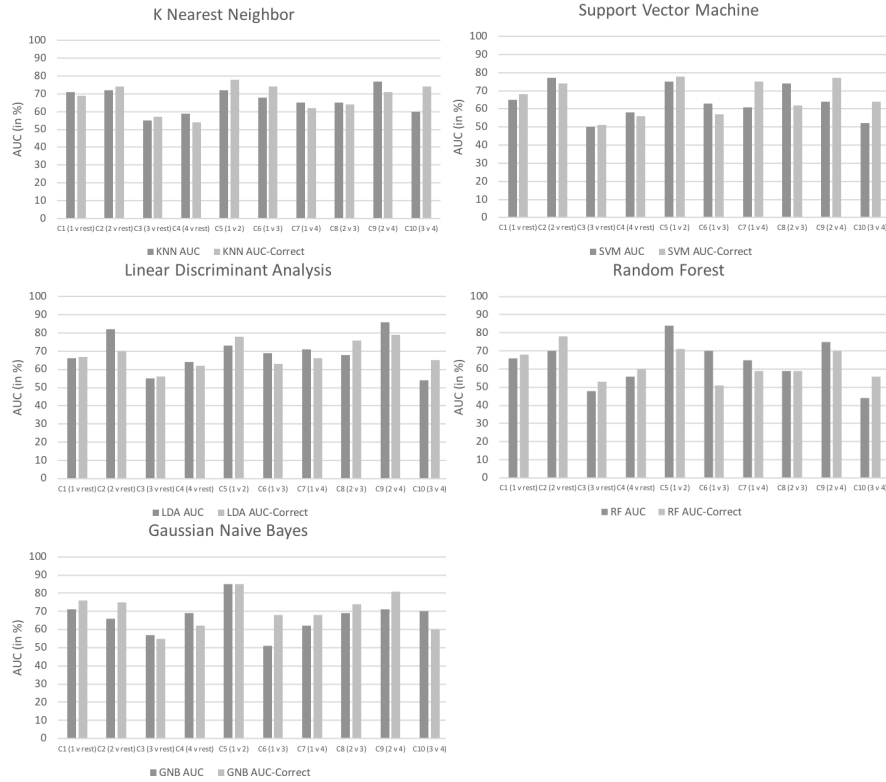 K Nearest Neighbor
100
90
80
70
60
50
40
30
20
10
0
AUC (in %)
C1 (1 v rest) C2 (2 v rest) C3 (3 v rest) C4 (4 v rest) C5 (1 v 2) C6 (1 v 3) C7 (1 v 4) C8 (2 v 3) C9 (2 v 4) C10 (3 v 4)
KNN AUC KNN AUC-Correct
Support Vector Machine
100
90
80
70
60
50
40
30
20
10
0
AUC (in %)
C1 (1 v rest) C2 (2 v rest) C3 (3 v rest) C4 (4 v rest) C5 (1 v 2) C6 (1 v 3) C7 (1 v 4) C8 (2 v 3) C9 (2 v 4) C10 (3 v 4)
SVM AUC SVM AUC-Correct
Linear Discriminant Analysis
100
90
80
70
60
50
40
30
20
10
0
AUC (in %)
C1 (1 v rest) C2 (2 v rest) C3 (3 v rest) C4 (4 v rest) C5 (1 v 2) C6 (1 v 3) C7 (1 v 4) C8 (2 v 3) C9 (2 v 4) C10 (3 v 4)
LDA AUC LDA AUC-Correct
Random Forest
100
90
80
70
60
50
40
30
20
10
0
AUC (in %)
C1 (1 v rest) C2 (2 v rest) C3 (3 v rest) C4 (4 v rest) C5 (1 v 2) C6 (1 v 3) C7 (1 v 4) C8 (2 v 3) C9 (2 v 4) C10 (3 v 4)
RF AUC RF AUC-Correct
Gaussian Naive Bayes
100
90
80
70
60
50
40
30
20
10
0
AUC (in %)
C1 (1 v rest) C2 (2 v rest) C3 (3 v rest) C4 (4 v rest) C5 (1 v 2) C6 (1 v 3) C7 (1 v 4) C8 (2 v 3) C9 (2 v 4) C10 (3 v 4)
GNB AUC GNB AUC-Correct